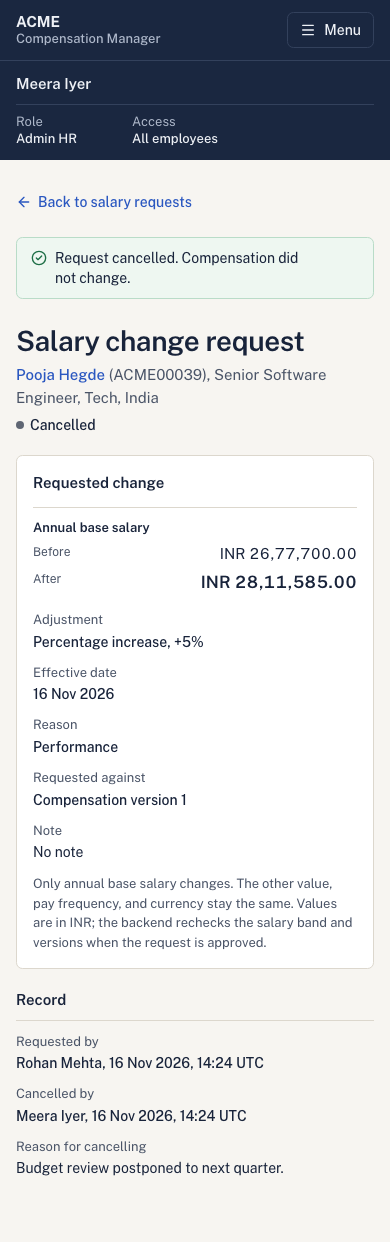 ACME
Compensation Manager
Menu
Meera Iyer
Role
Admin HR
Access
All employees
Back to salary requests
Request cancelled. Compensation did
not change.
Salary change request
Pooja Hegde (ACME00039), Senior Software
Engineer, Tech, India
Cancelled
Requested change
Annual base salary
Before
INR 26,77,700.00
After
INR 28,11,585.00
Adjustment
Percentage increase, +5%
Effective date
16 Nov 2026
Reason
Performance
Requested against
Compensation version 1
Note
No note
Only annual base salary changes. The other value,
pay frequency, and currency stay the same. Values
are in INR; the backend rechecks the salary band and
versions when the request is approved.
Record
Requested by
Rohan Mehta, 16 Nov 2026, 14:24 UTC
Cancelled by
Meera Iyer, 16 Nov 2026, 14:24 UTC
Reason for cancelling
Budget review postponed to next quarter.